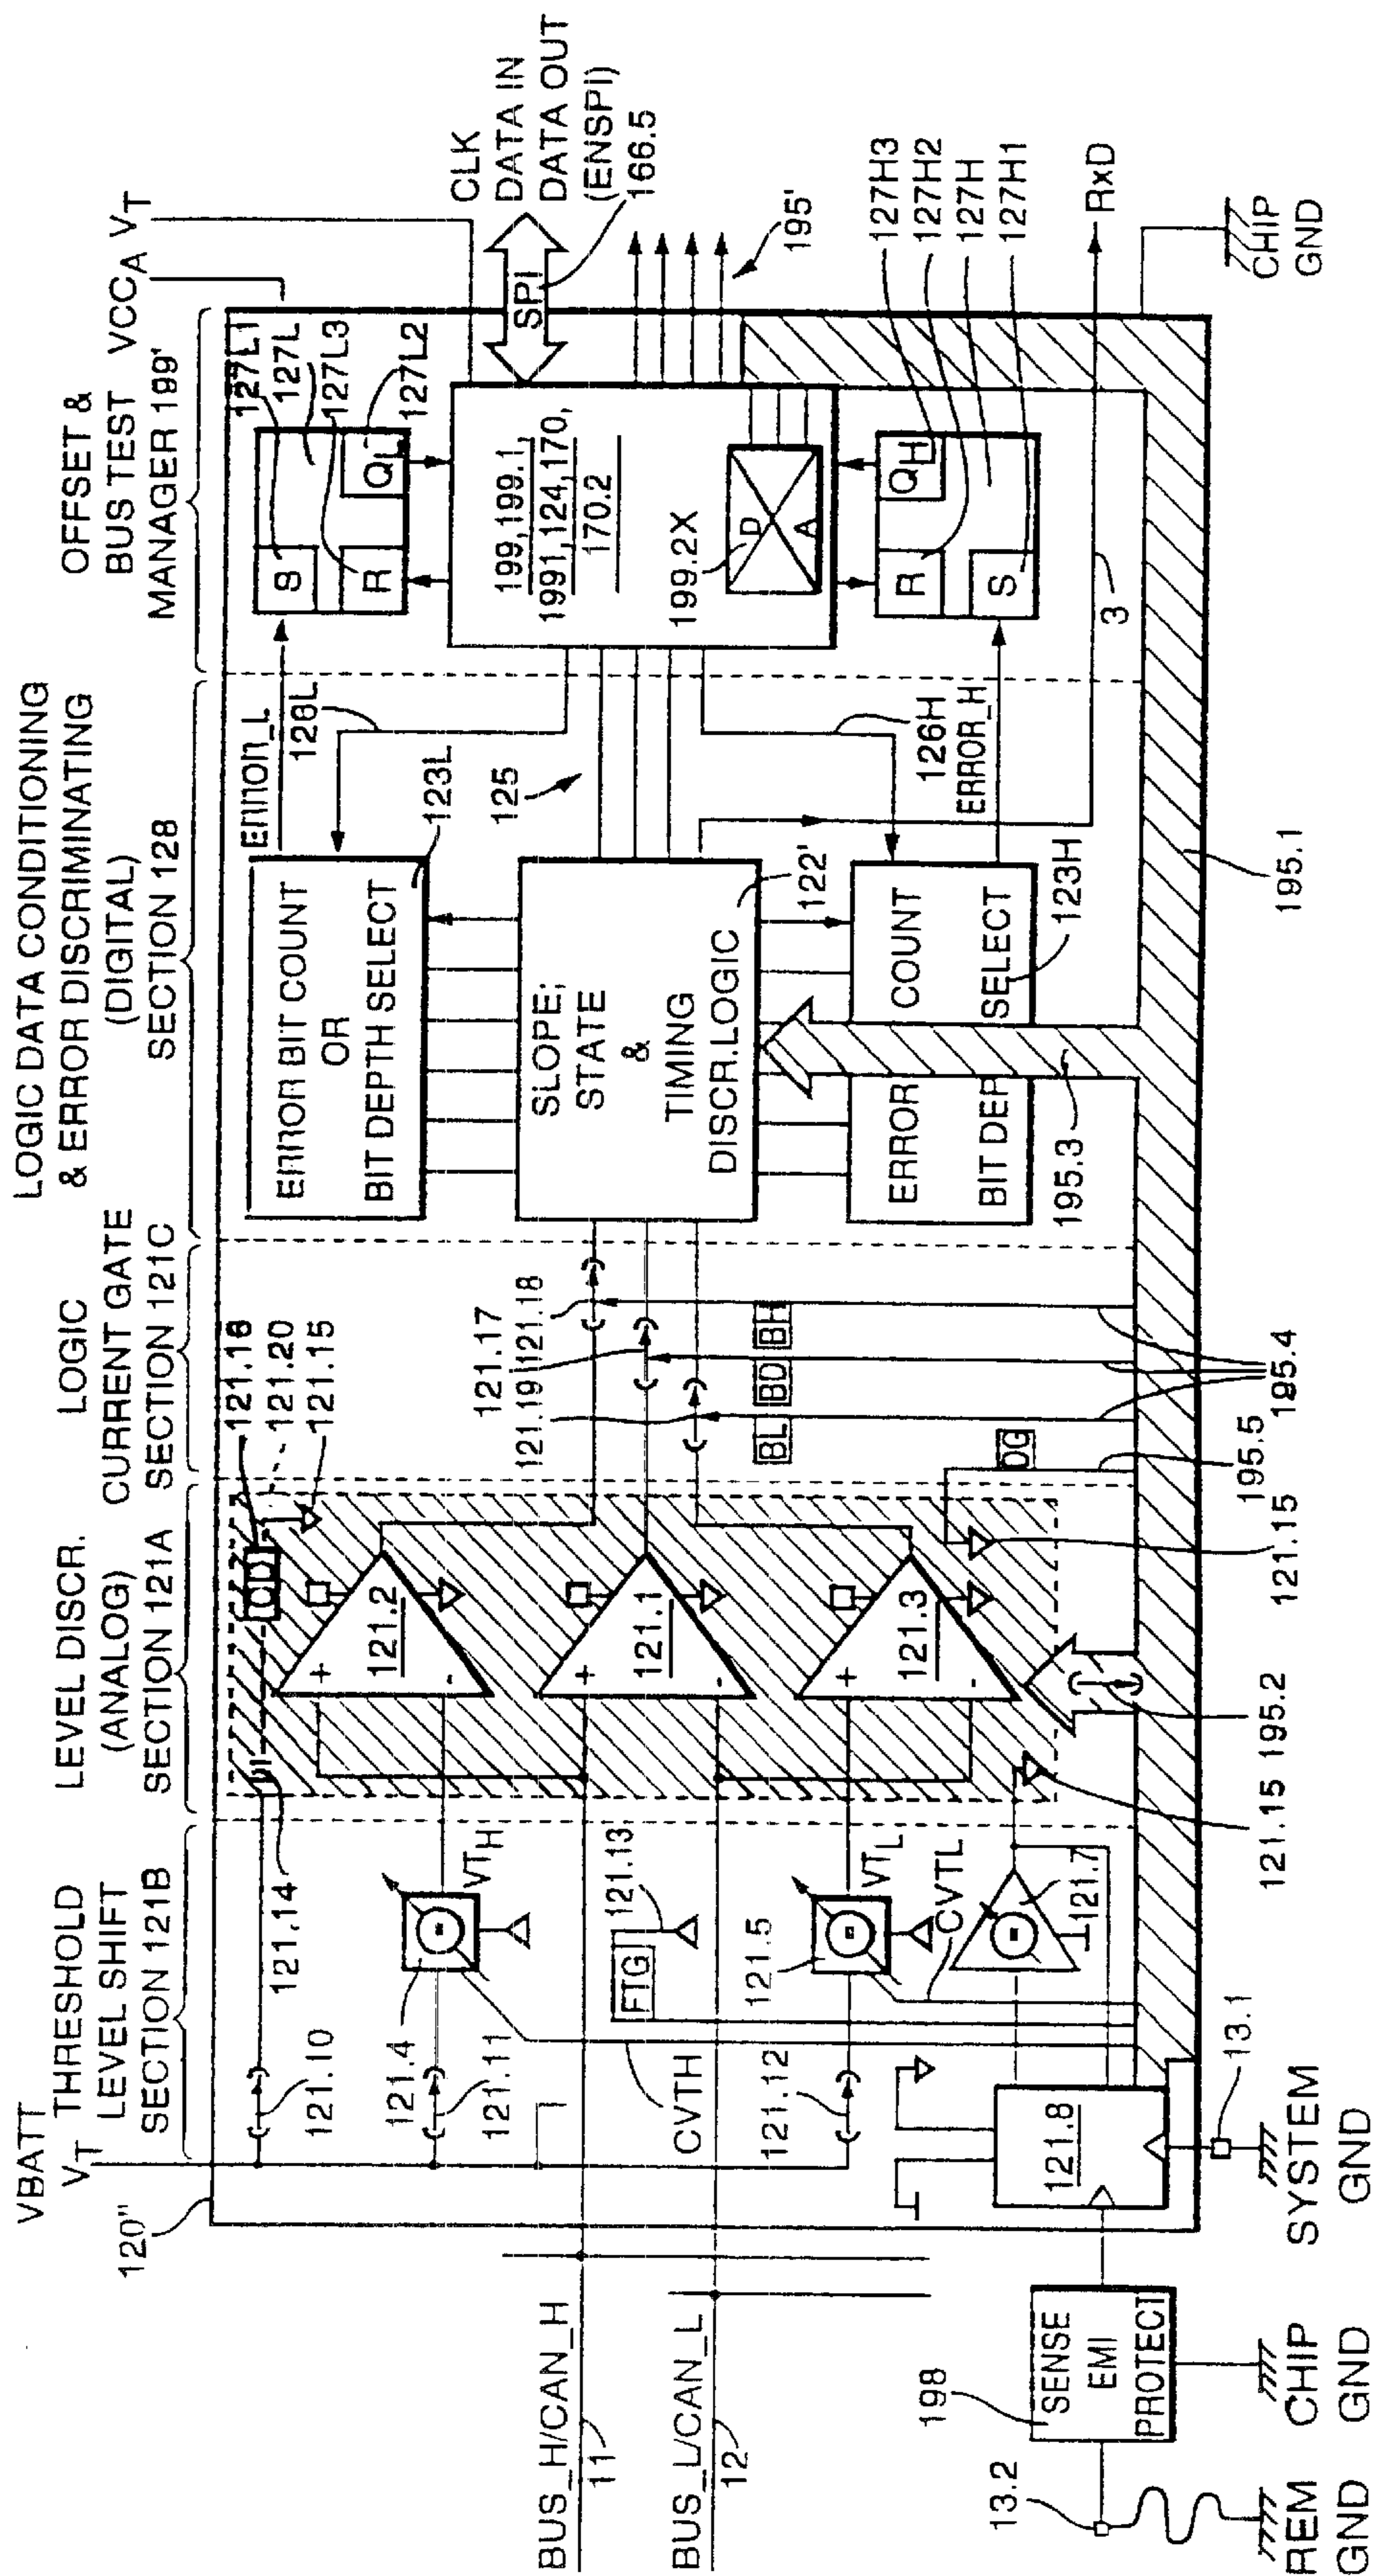 VBATT
VT
THRESHOLD
LEVEL SHIFT
SECTION 121B
LEVEL DISCR.
(ANALOG)
SECTION 121A
LOGIC
CURRENT GATE
SECTION 121C
LOGIC DATA CONDITIONING
& ERROR DISCRIMINATING
(DIGITAL)
SECTION 128
OFFSET &
BUS TEST
MANAGER 199'
VCCA
VT
120"
121.10
121.14
121.16
121.20
121.15
121.4
121.11
VTH
121.2
+
-
121.1
+
-
121.3
+
-
121.13
FTG
CVTH
121.12
121.5
VTL
CVTL
121.7
121.8
121.17
121.18
121.19
BH
BD
BL
OG
195.4
195.5
121.15
195.2
121.15
ERROR BIT COUNT
OR
BIT DEPTH SELECT
123L
ERROR_L
126L
125
SLOPE;
STATE
&
TIMING
DISCR.LOGIC
122'
COUNT
SELECT
ERROR
BIT DEP
123H
126H
ERROR_H
195.3
195.1
S
R
QL
127L1
127L
127L3
127L2
199,199.1,
1991,124,170,
170.2
199.2X
D
A
R
QH
S
3
SPI
CLK
DATA IN
DATA OUT
(ENSPI)
166.5
195'
127H3
127H2
127H
127H1
RxD
CHIP
GND
BUS_H/CAN_H
11
BUS_L/CAN_L
12
198
SENSE
EMI
PROTECT
13.2
13.1
REM
GND
CHIP
GND
SYSTEM
GND